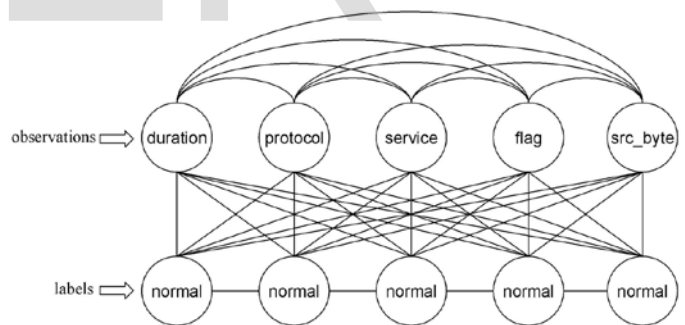 observations duration protocol service flag src_byte
labels normal normal normal normal normal